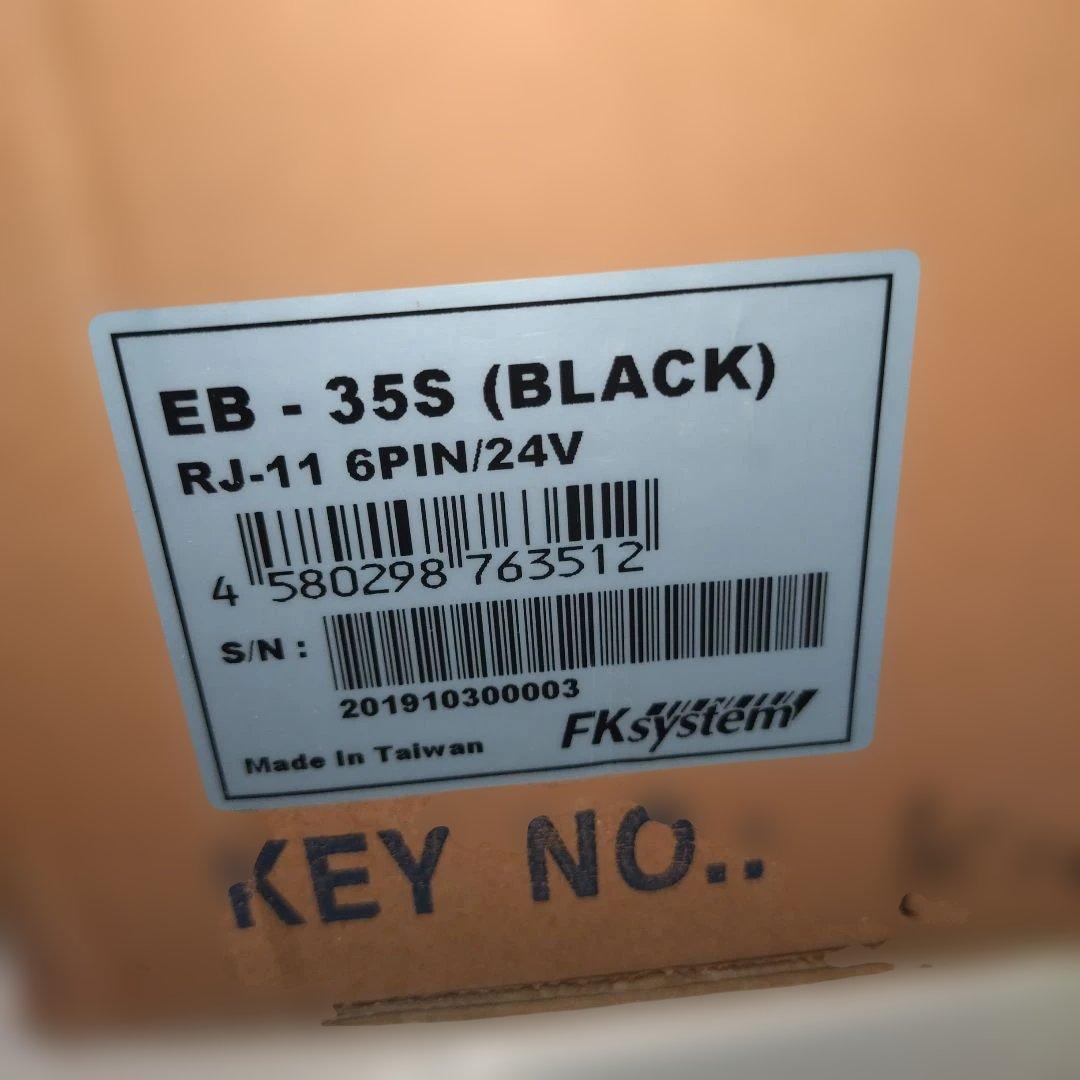 EB - 35S (BLACK)
RJ-11 6PIN/24V
4 580298 763512
S/N :
201910300003
Made In Taiwan
FKsystem
KEY NO.: